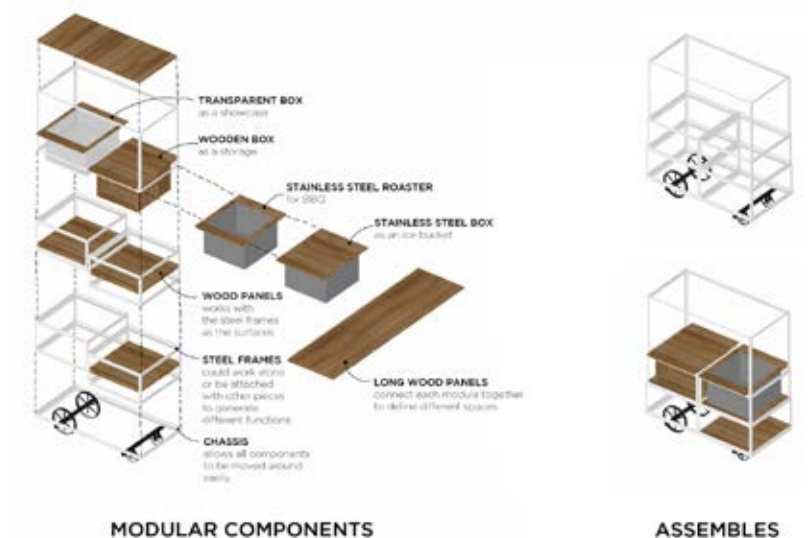 TRANSPARENT BOX
as a showcase
WOODEN BOX
as a storage
STAINLESS STEEL ROASTER
for BBQ
STAINLESS STEEL BOX
as an ice bucket
WOOD PANELS
works with
the steel frames
as the surfaces
STEEL FRAMES
could work alone
or be attached
with other pieces
to generate
different functions
LONG WOOD PANELS
connect each module together
to define different spaces
CHASSIS
allows all components
to be moved around
easily
MODULAR COMPONENTS
ASSEMBLES